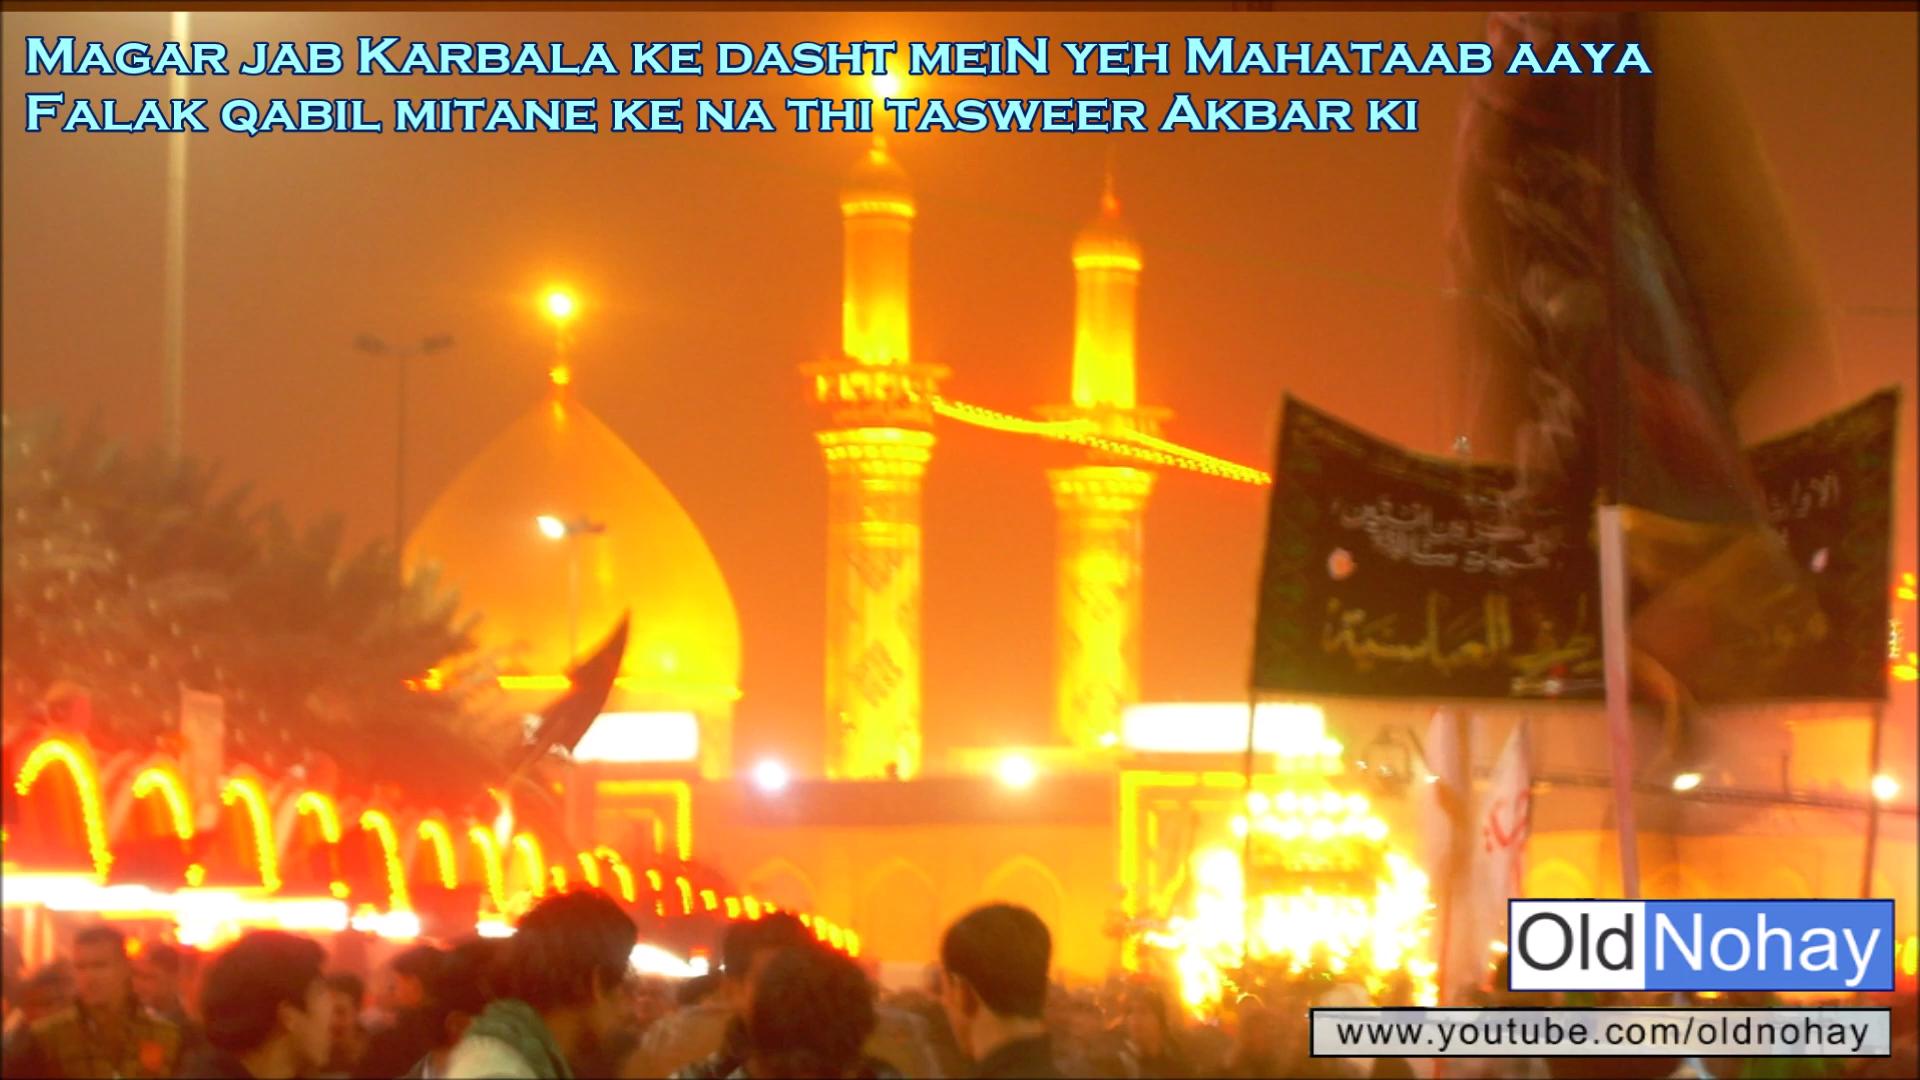 Magar jab Karbala ke dasht meiN yeh Mahataab aaya
Falak qabil mitane ke na thi tasweer Akbar ki
العباسية
OldNohay
www.youtube.com/oldnohay